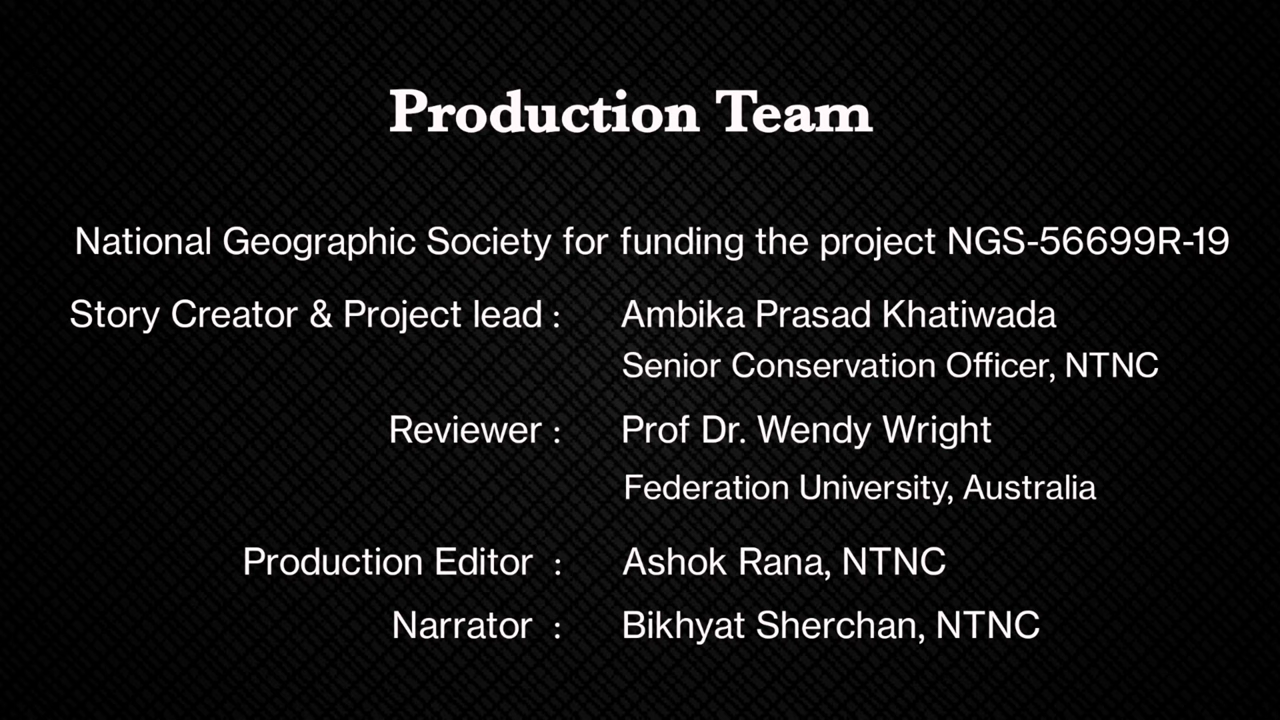 Production Team
National Geographic Society for funding the project NGS-56699R-19
Story Creator & Project lead : Ambika Prasad Khatiwada
Senior Conservation Officer, NTNC
Reviewer : Prof Dr. Wendy Wright
Federation University, Australia
Production Editor : Ashok Rana, NTNC
Narrator : Bikhyat Sherchan, NTNC